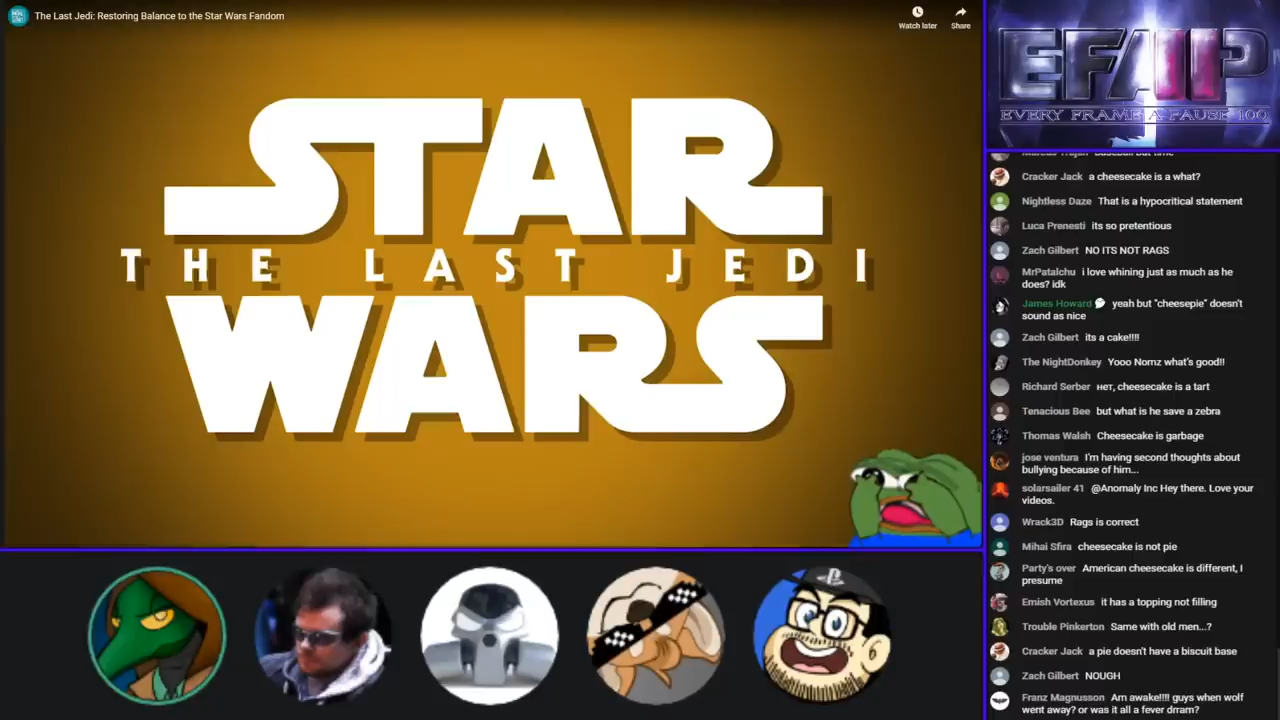 The Last Jedi: Restoring Balance to the Star Wars Fandom
Watch later
Share
STAR
THE LAST JEDI
WARS
EFAP
EVERY FRAME A PAUSE 100
Marcus Trajan baseball but time
Cracker Jack a cheesecake is a what?
Nightless Daze That is a hypocritical statement
Luca Prenesti its so pretentious
Zach Gilbert NO ITS NOT RAGS
MrPatalchu i love whining just as much as he
does? idk
James Howard yeah but "cheesepie" doesn't
sound as nice
Zach Gilbert its a cake!!!!
The NightDonkey Yooo Nomz what's good!!
Richard Serber нет, cheesecake is a tart
Tenacious Bee but what is he save a zebra
Thomas Walsh Cheesecake is garbage
jose ventura I'm having second thoughts about
bullying because of him...
solarsailer 41 @Anomaly Inc Hey there. Love your
videos.
Wrack3D Rags is correct
Mihai Sfira cheesecake is not pie
Party's over American cheesecake is different, I
presume
Emish Vortexus it has a topping not filling
Trouble Pinkerton Same with old men...?
Cracker Jack a pie doesn't have a biscuit base
Zach Gilbert NOUGH
Franz Magnusson Am awake!!!! guys when wolf
went away? or was it all a fever drram?